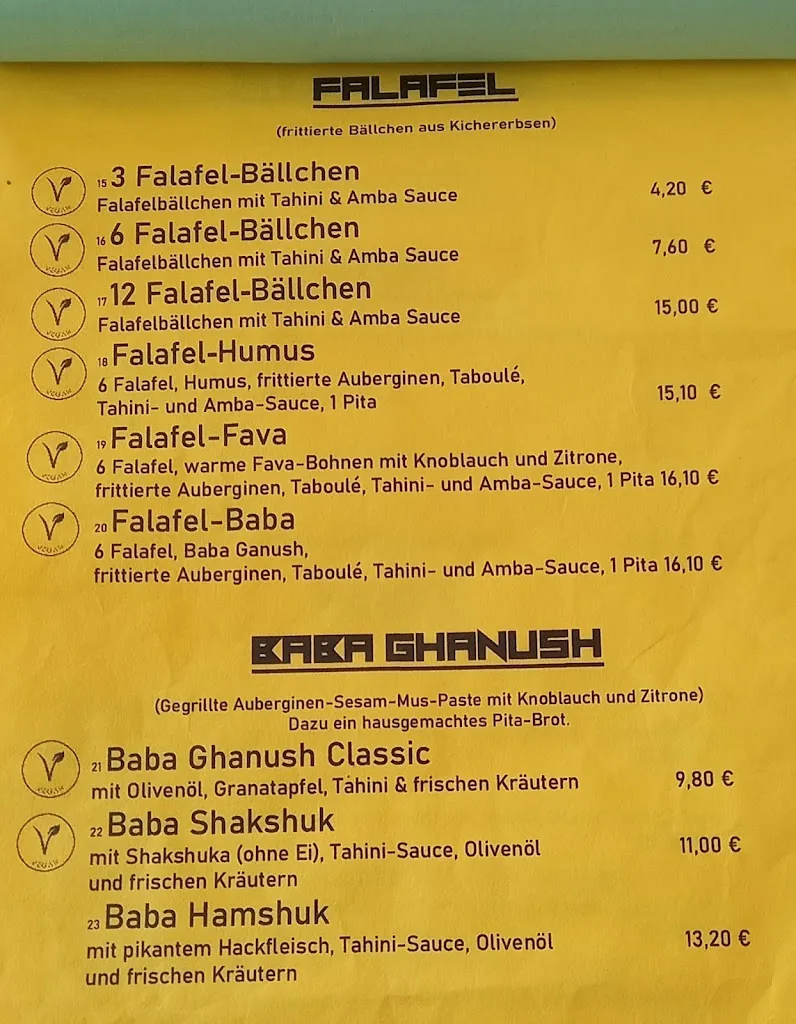 FALAFEL
(frittierte Bällchen aus Kichererbsen)
15 3 Falafel-Bällchen
Falafelbällchen mit Tahini & Amba Sauce 4,20 €
16 6 Falafel-Bällchen
Falafelbällchen mit Tahini & Amba Sauce 7,60 €
17 12 Falafel-Bällchen
Falafelbällchen mit Tahini & Amba Sauce 15,00 €
18 Falafel-Humus
6 Falafel, Humus, frittierte Auberginen, Taboulé,
Tahini- und Amba-Sauce, 1 Pita 15,10 €
19 Falafel-Fava
6 Falafel, warme Fava-Bohnen mit Knoblauch und Zitrone,
frittierte Auberginen, Taboulé, Tahini- und Amba-Sauce, 1 Pita 16,10 €
20 Falafel-Baba
6 Falafel, Baba Ganush,
frittierte Auberginen, Taboulé, Tahini- und Amba-Sauce, 1 Pita 16,10 €
BABA GHANUSH
(Gegrillte Auberginen-Sesam-Mus-Paste mit Knoblauch und Zitrone)
Dazu ein hausgemachtes Pita-Brot.
21 Baba Ghanush Classic
mit Olivenöl, Granatapfel, Tahini & frischen Kräutern 9,80 €
22 Baba Shakshuk
mit Shakshuka (ohne Ei), Tahini-Sauce, Olivenöl 11,00 €
und frischen Kräutern
23 Baba Hamshuk
mit pikantem Hackfleisch, Tahini-Sauce, Olivenöl 13,20 €
und frischen Kräutern
VEGAN
VEGAN
VEGAN
VEGAN
VEGAN
VEGAN
VEGAN
VEGAN